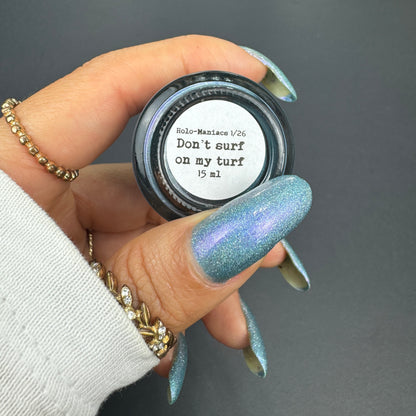 Holo-Maniacs 1/26
Don't surf
on my turf
15 ml